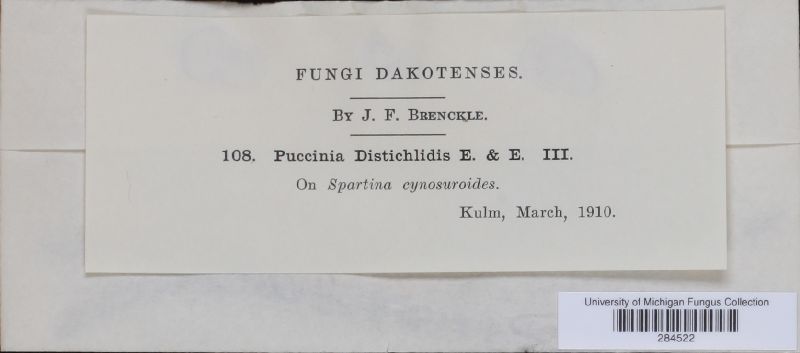 FUNGI DAKOTENSES.
By J. F. Brenckle.
108. Puccinia Distichlidis E. & E. III.
On Spartina cynosuroides.
Kulm, March, 1910.
University of Michigan Fungus Collection
284522